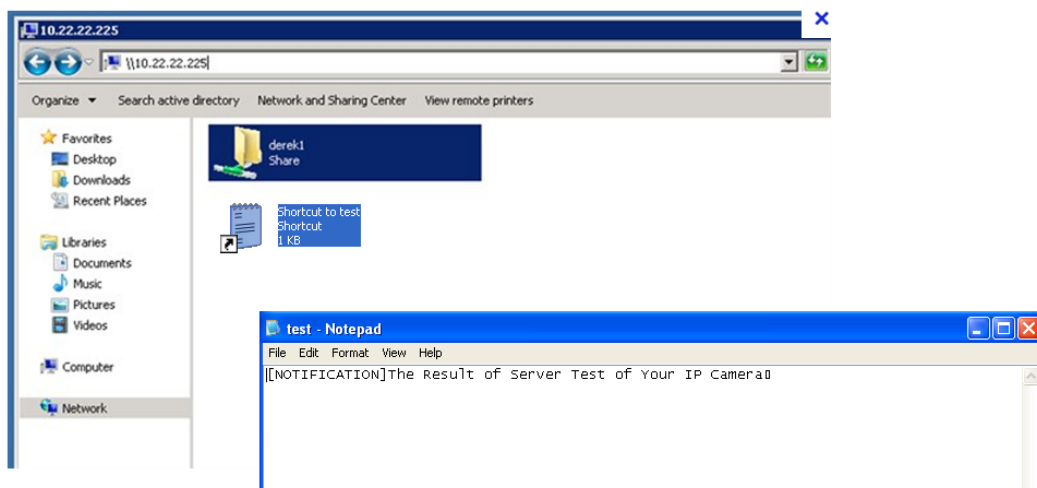 10.22.22.225
\\10.22.22.225
Organize Search active directory Network and Sharing Center View remote printers
Favorites
Desktop
Downloads
Recent Places
Libraries
Documents
Music
Pictures
Videos
Computer
Network
derek1
Share
Shortcut to test
Shortcut
1 KB
test - Notepad
File Edit Format View Help
[NOTIFICATION]The Result of Server Test of Your IP Camera▯